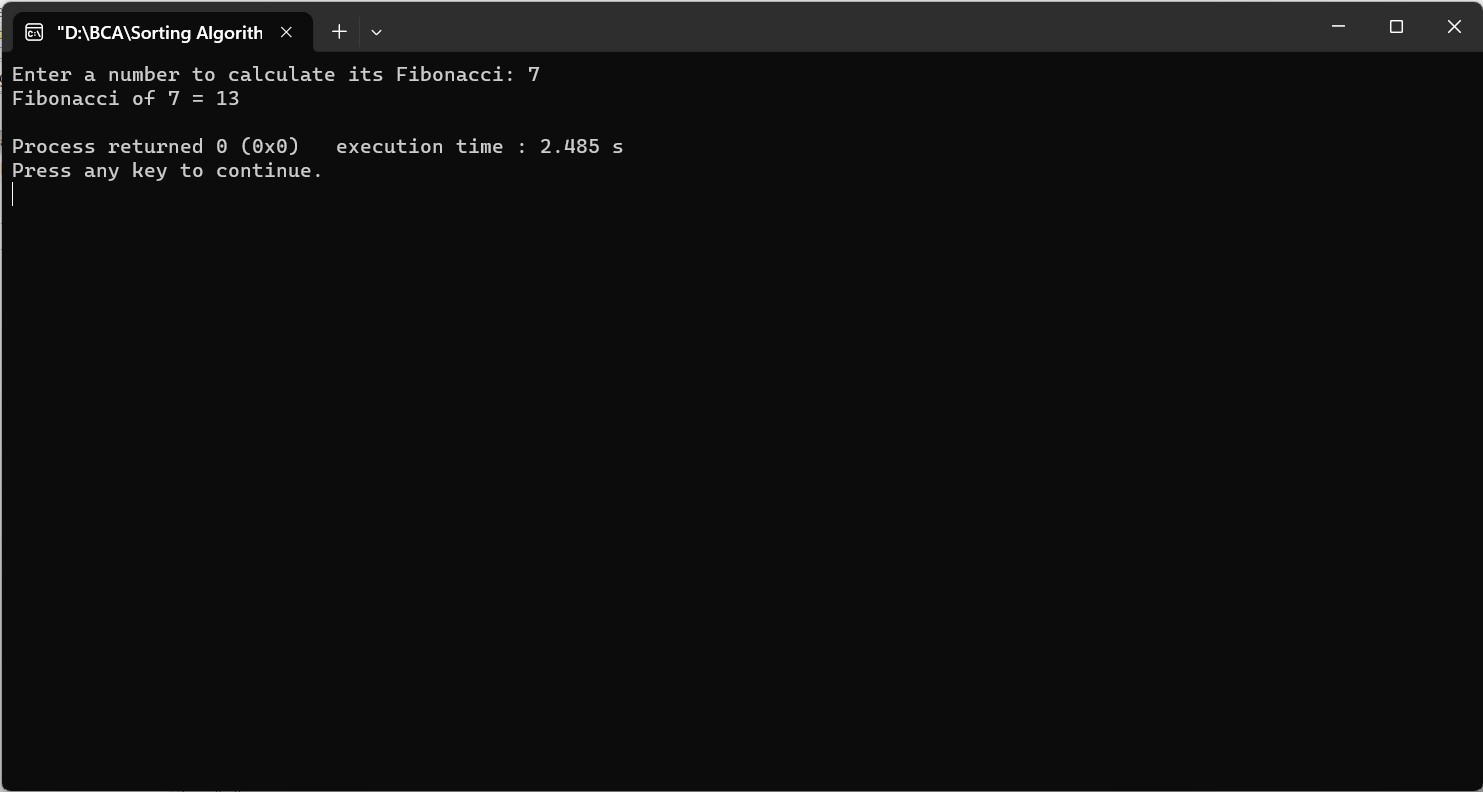 "D:\BCA\Sorting Algorith
Enter a number to calculate its Fibonacci: 7
Fibonacci of 7 = 13
Process returned 0 (0x0)   execution time : 2.485 s
Press any key to continue.